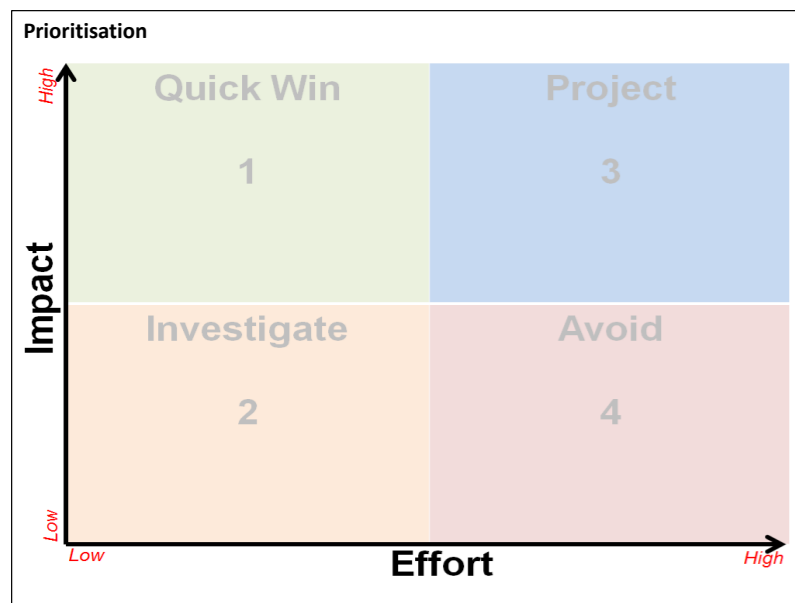 Prioritisation
High
Quick Win
Project
1
3
Impact
Investigate
Avoid
2
4
Low
Low
Effort
High